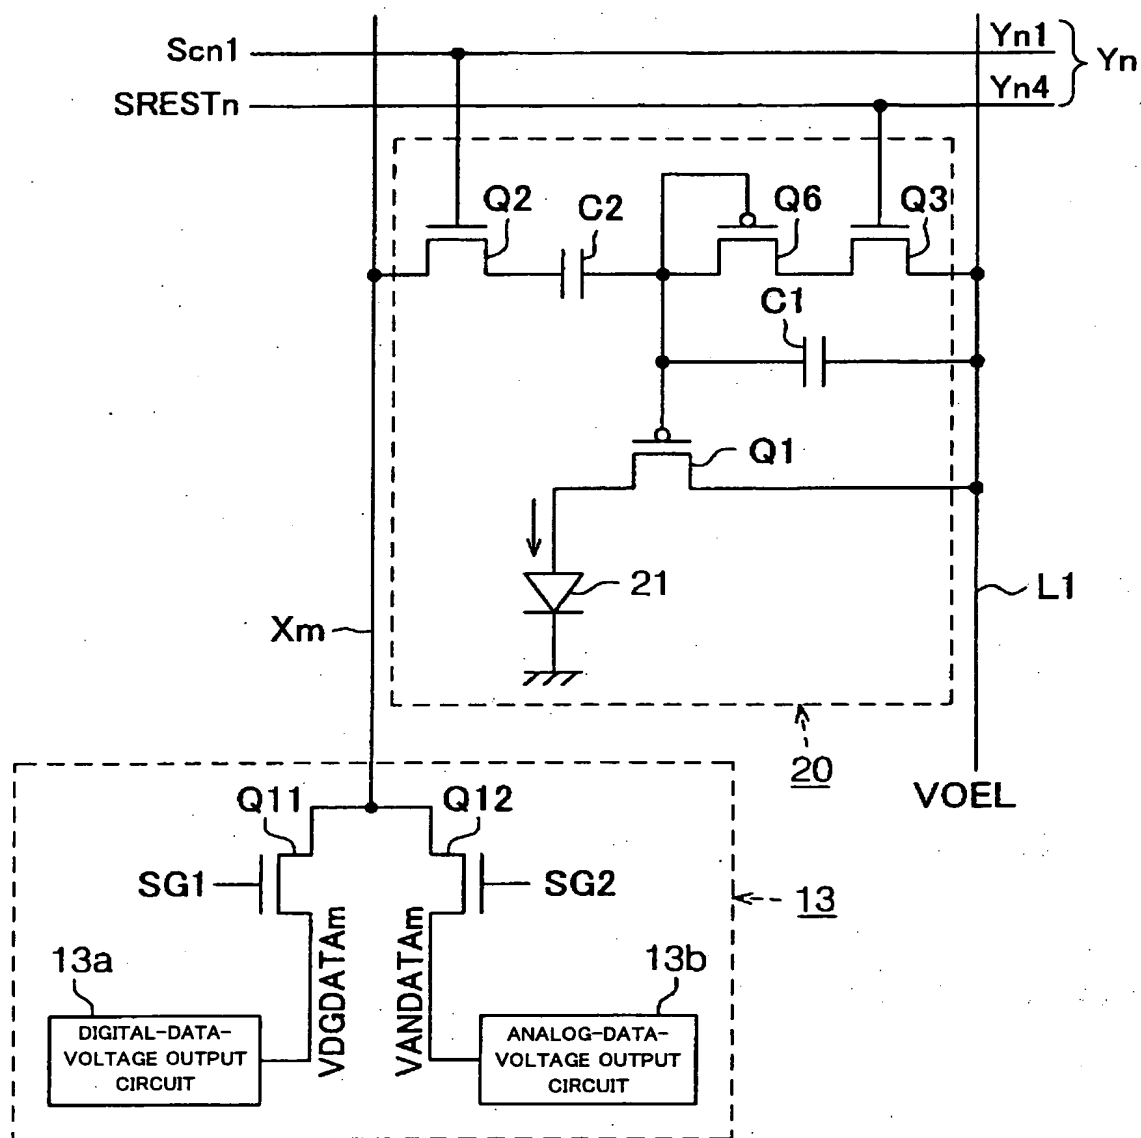 Scn1
Yn1
Yn
SRESTn
Yn4
Q2
C2
Q6
Q3
C1
Q1
21
L1
Xm
20
VOEL
Q11
Q12
SG1
SG2
13
VDGDATAm
VANDATAm
13a
13b
DIGITAL-DATA-
VOLTAGE OUTPUT
CIRCUIT
ANALOG-DATA-
VOLTAGE OUTPUT
CIRCUIT